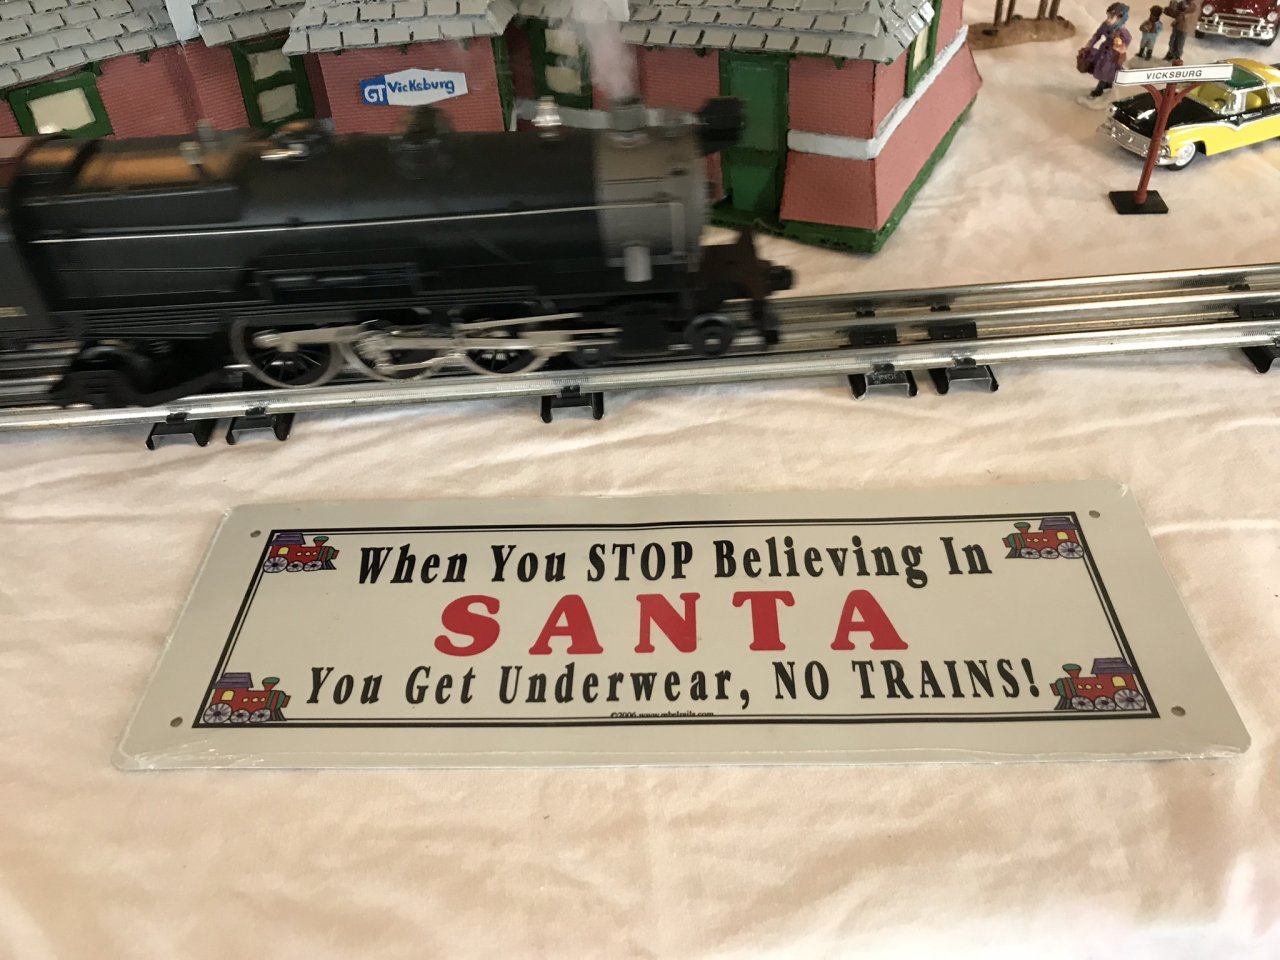 GT Vicksburg
VICKSBURG
When You STOP Believing In
SANTA
You Get Underwear, NO TRAINS!